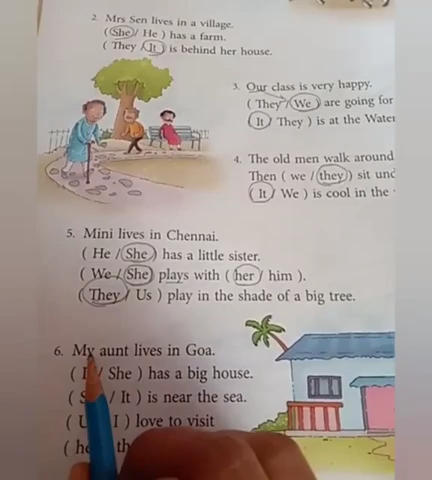 2. Mrs Sen lives in a village.
( She / He ) has a farm.
( They / It ) is behind her house.
3. Our class is very happy.
( They / We ) are going for
( It / They ) is at the Water
4. The old men walk around
Then ( we / they ) sit
( It / We ) is cool in the
5. Mini lives in Chennai.
( He / She ) has a little sister.
( We / She ) plays with ( her / him ).
( They / Us ) play in the shade of a big tree.
6. My aunt lives in Goa.
( / She ) has a big house.
( / It ) is near the sea.
( / I ) love to visit